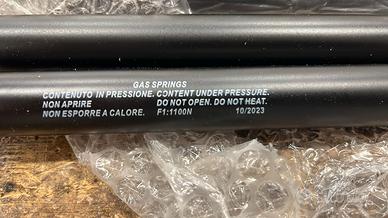 GAS SPRINGS
CONTENUTO IN PRESSIONE. CONTENT UNDER PRESSURE.
NON APRIRE DO NOT OPEN. DO NOT HEAT.
NON ESPORRE A CALORE. F1:1100N 10/2023